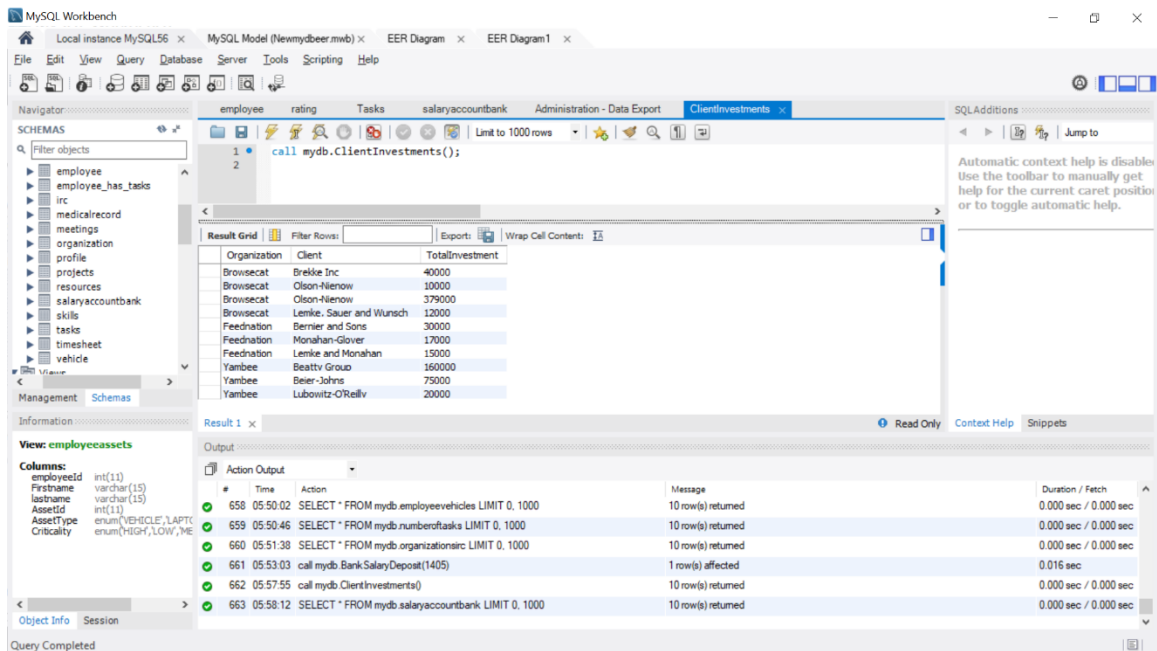 MySQL Workbench
Local instance MySQL56 × MySQL Model (Newmydbeer.mwb) × EER Diagram × EER Diagram1 ×
File Edit View Query Database Server Tools Scripting Help
Navigator
SCHEMAS
Filter objects
employee
employee_has_tasks
irc
medicalrecord
meetings
organization
profile
projects
resources
salaryaccountbank
skills
tasks
timesheet
vehicle
Views
Management Schemas
Information
View: employeeassets
Columns:
employeeId int(11)
Firstname varchar(15)
lastname varchar(15)
AssetId int(11)
AssetType enum('VEHICLE','LAPTO
Criticality enum('HIGH','LOW','ME
Object Info Session
Query Completed
employee rating Tasks salaryaccountbank Administration - Data Export ClientInvestments ×
Limit to 1000 rows
1 call mydb.ClientInvestments();
2
Result Grid Filter Rows: Export: Wrap Cell Content:
Organization Client TotalInvestment
Browsecat Brekke Inc 40000
Browsecat Olson-Nienow 10000
Browsecat Olson-Nienow 379000
Browsecat Lemke, Sauer and Wunsch 12000
Feednation Bernier and Sons 30000
Feednation Monahan-Glover 17000
Feednation Lemke and Monahan 15000
Yambee Beatty Group 160000
Yambee Beier-Johns 75000
Yambee Lubowitz-O'Reilly 20000
Result 1 × Read Only
Output
Action Output
# Time Action Message Duration / Fetch
658 05:50:02 SELECT * FROM mydb.employeevehicles LIMIT 0, 1000 10 row(s) returned 0.000 sec / 0.000 sec
659 05:50:46 SELECT * FROM mydb.numberoftasks LIMIT 0, 1000 10 row(s) returned 0.000 sec / 0.000 sec
660 05:51:38 SELECT * FROM mydb.organizationsirc LIMIT 0, 1000 10 row(s) returned 0.000 sec / 0.000 sec
661 05:53:03 call mydb.BankSalaryDeposit(1405) 1 row(s) affected 0.016 sec
662 05:57:55 call mydb.ClientInvestments() 10 row(s) returned 0.000 sec / 0.000 sec
663 05:58:12 SELECT * FROM mydb.salaryaccountbank LIMIT 0, 1000 10 row(s) returned 0.000 sec / 0.000 sec
SQLAdditions
Jump to
Automatic context help is disabled
Use the toolbar to manually get
help for the current caret position
or to toggle automatic help.
Context Help Snippets